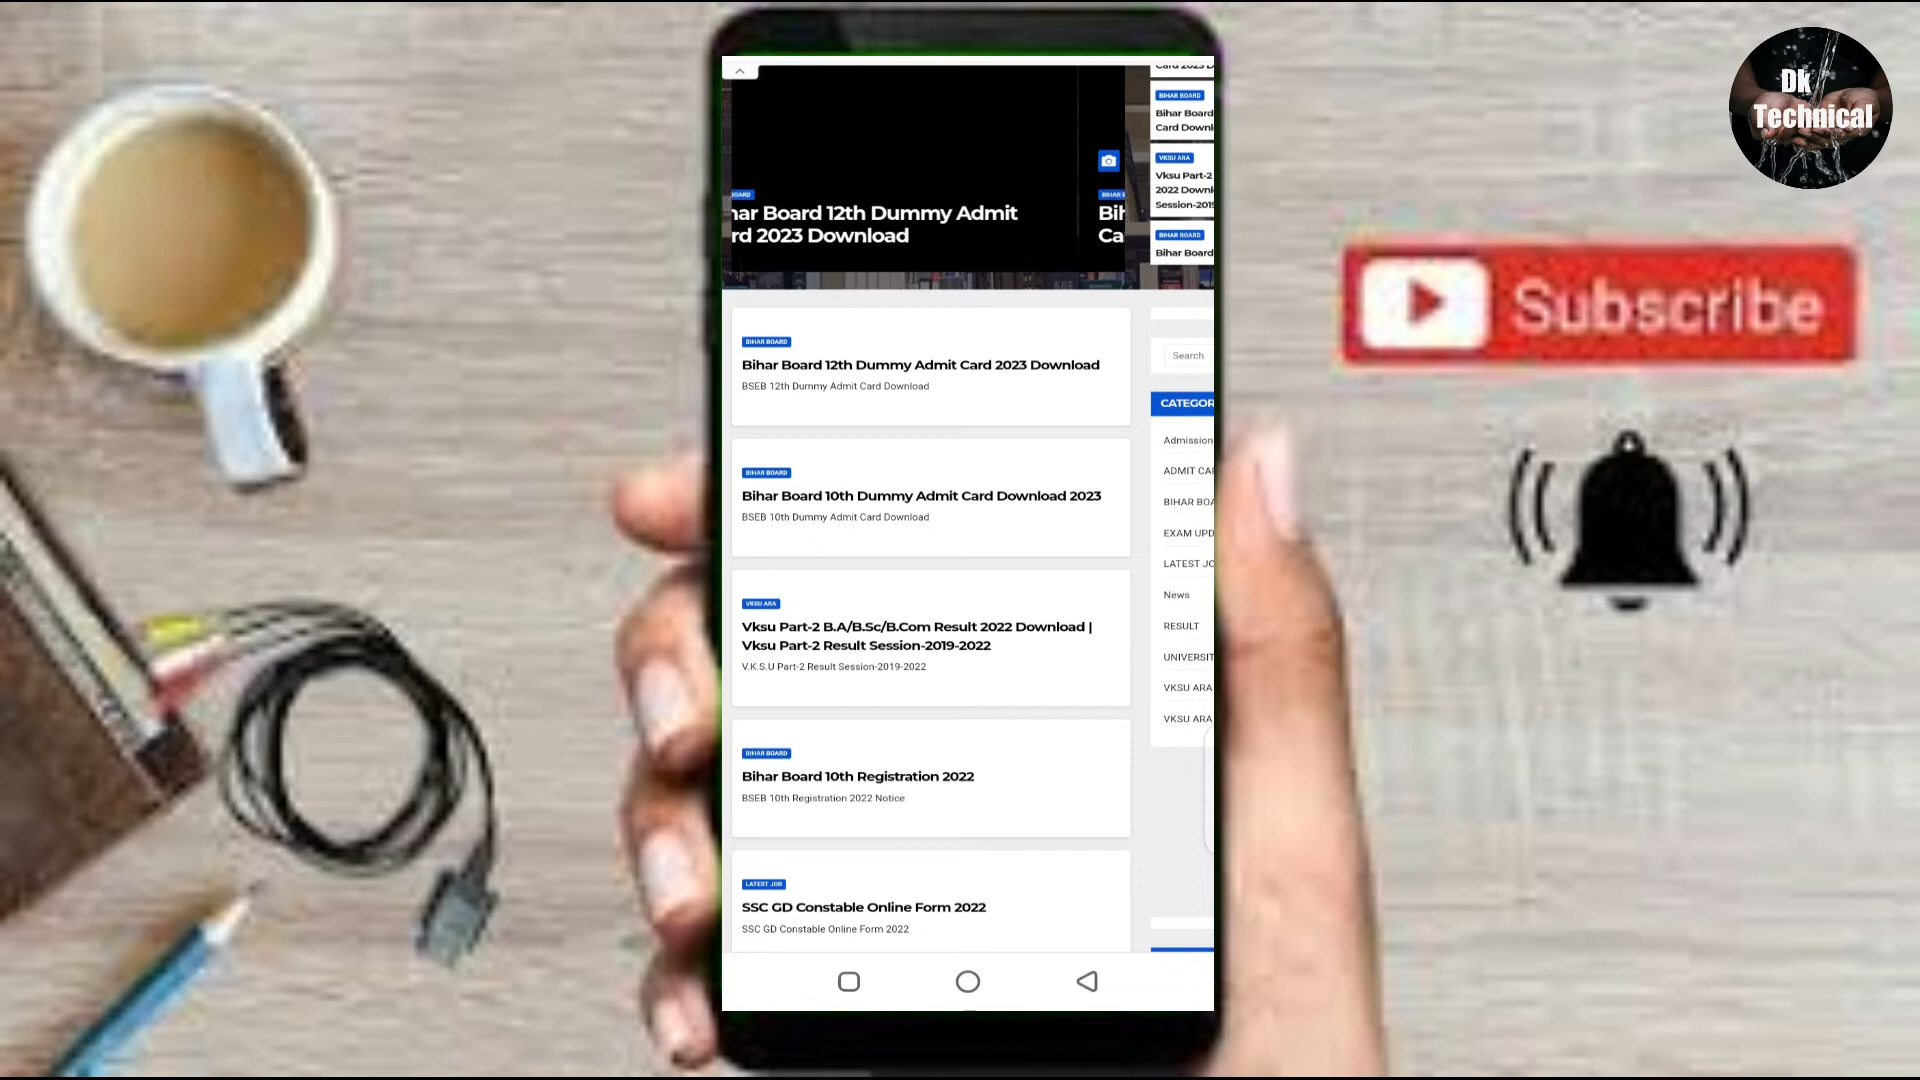 Dk
Technical
Subscribe
BOARD
har Board 12th Dummy Admit
rd 2023 Download
BIHAR B
Bih
Ca
Card 2023 D
BIHAR BOARD
Bihar Board
Card Downl
VKSU ARA
Vksu Part-2
2022 Downl
Session-2019
BIHAR BOARD
Bihar Board
BIHAR BOARD
Bihar Board 12th Dummy Admit Card 2023 Download
BSEB 12th Dummy Admit Card Download
BIHAR BOARD
Bihar Board 10th Dummy Admit Card Download 2023
BSEB 10th Dummy Admit Card Download
VKSU ARA
Vksu Part-2 B.A/B.Sc/B.Com Result 2022 Download |
Vksu Part-2 Result Session-2019-2022
V.K.S.U Part-2 Result Session-2019-2022
BIHAR BOARD
Bihar Board 10th Registration 2022
BSEB 10th Registration 2022 Notice
LATEST JOB
SSC GD Constable Online Form 2022
SSC GD Constable Online Form 2022
Search
CATEGOR
Admission
ADMIT CAR
BIHAR BOA
EXAM UPD
LATEST JO
News
RESULT
UNIVERSIT
VKSU ARA
VKSU ARA